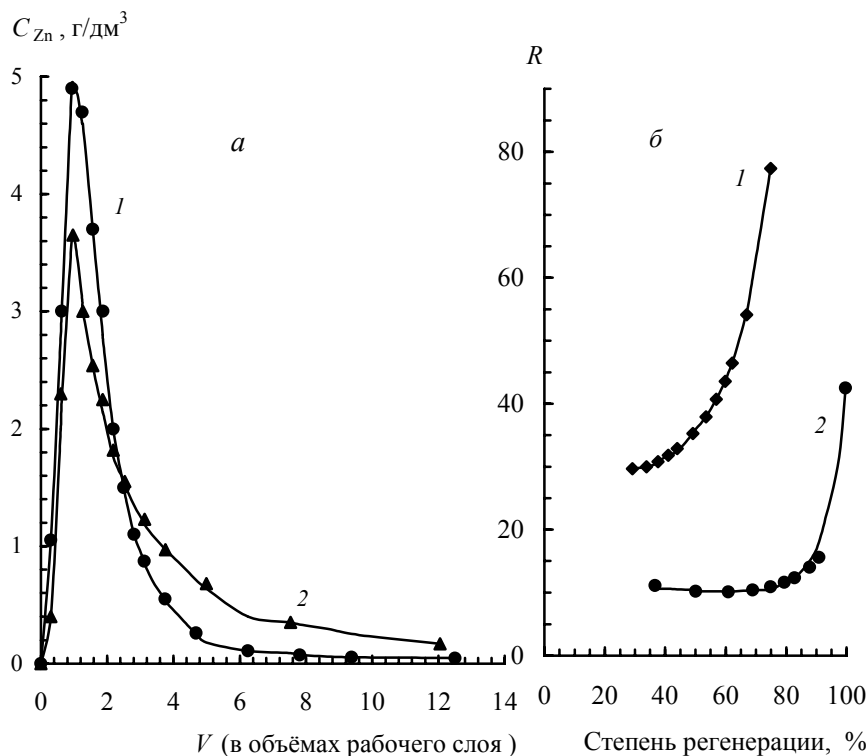 C Zn , г/дм³
R
5
4
3
2
1
0
а
1
2
0 2 4 6 8 10 12 14
V (в объёмах рабочего слоя )
80
60
40
20
0
б
1
2
0 20 40 60 80 100
Степень регенерации, %